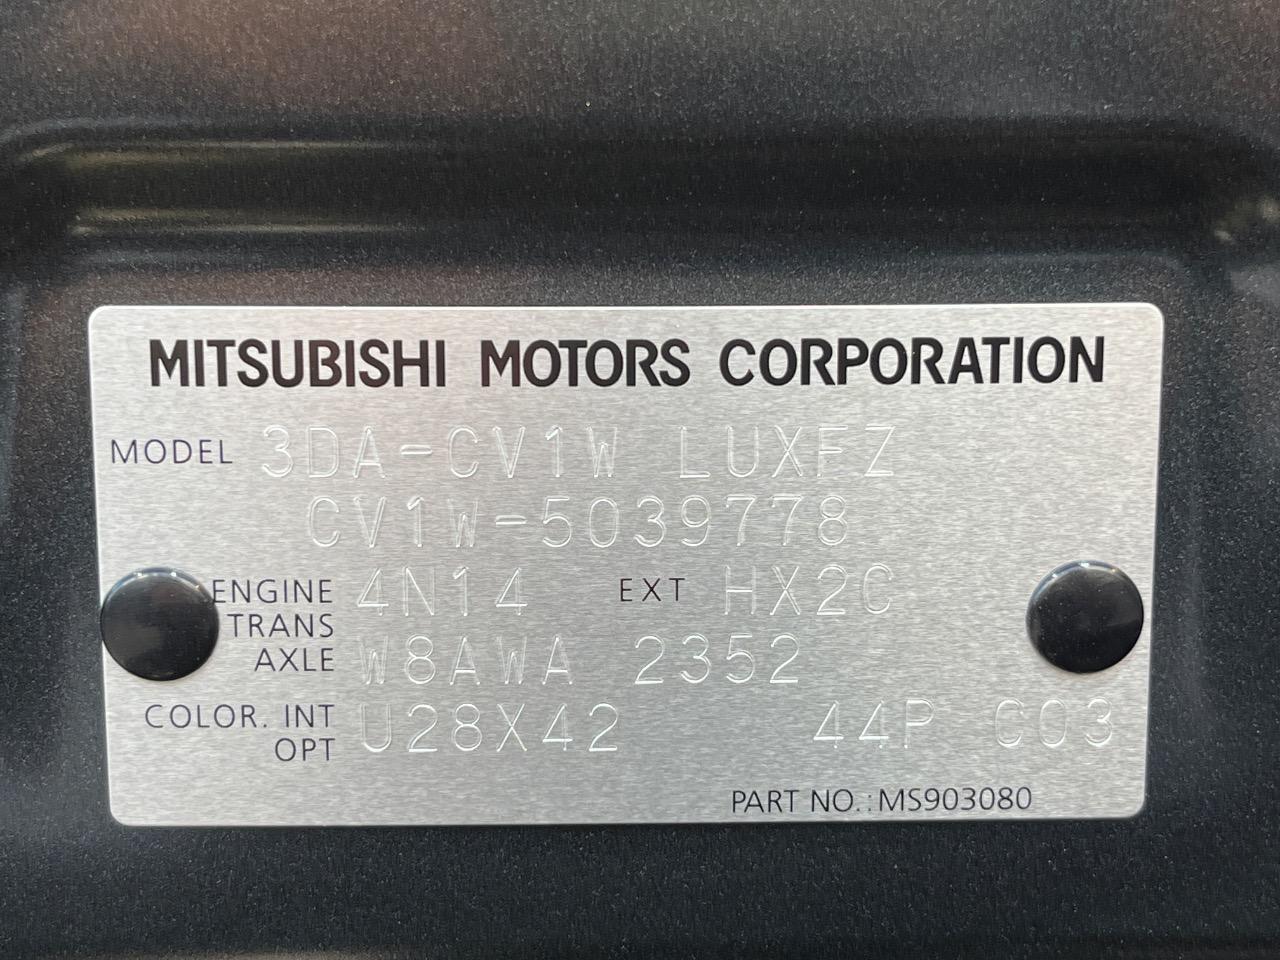 MITSUBISHI MOTORS CORPORATION
MODEL 3DA-CV1W LUXFZ
CV1W-5039778
ENGINE 4N14 EXT HX2C
TRANS
AXLE W8AWA 2352
COLOR. INT U28X42 44P C03
OPT
PART NO.: MS903080